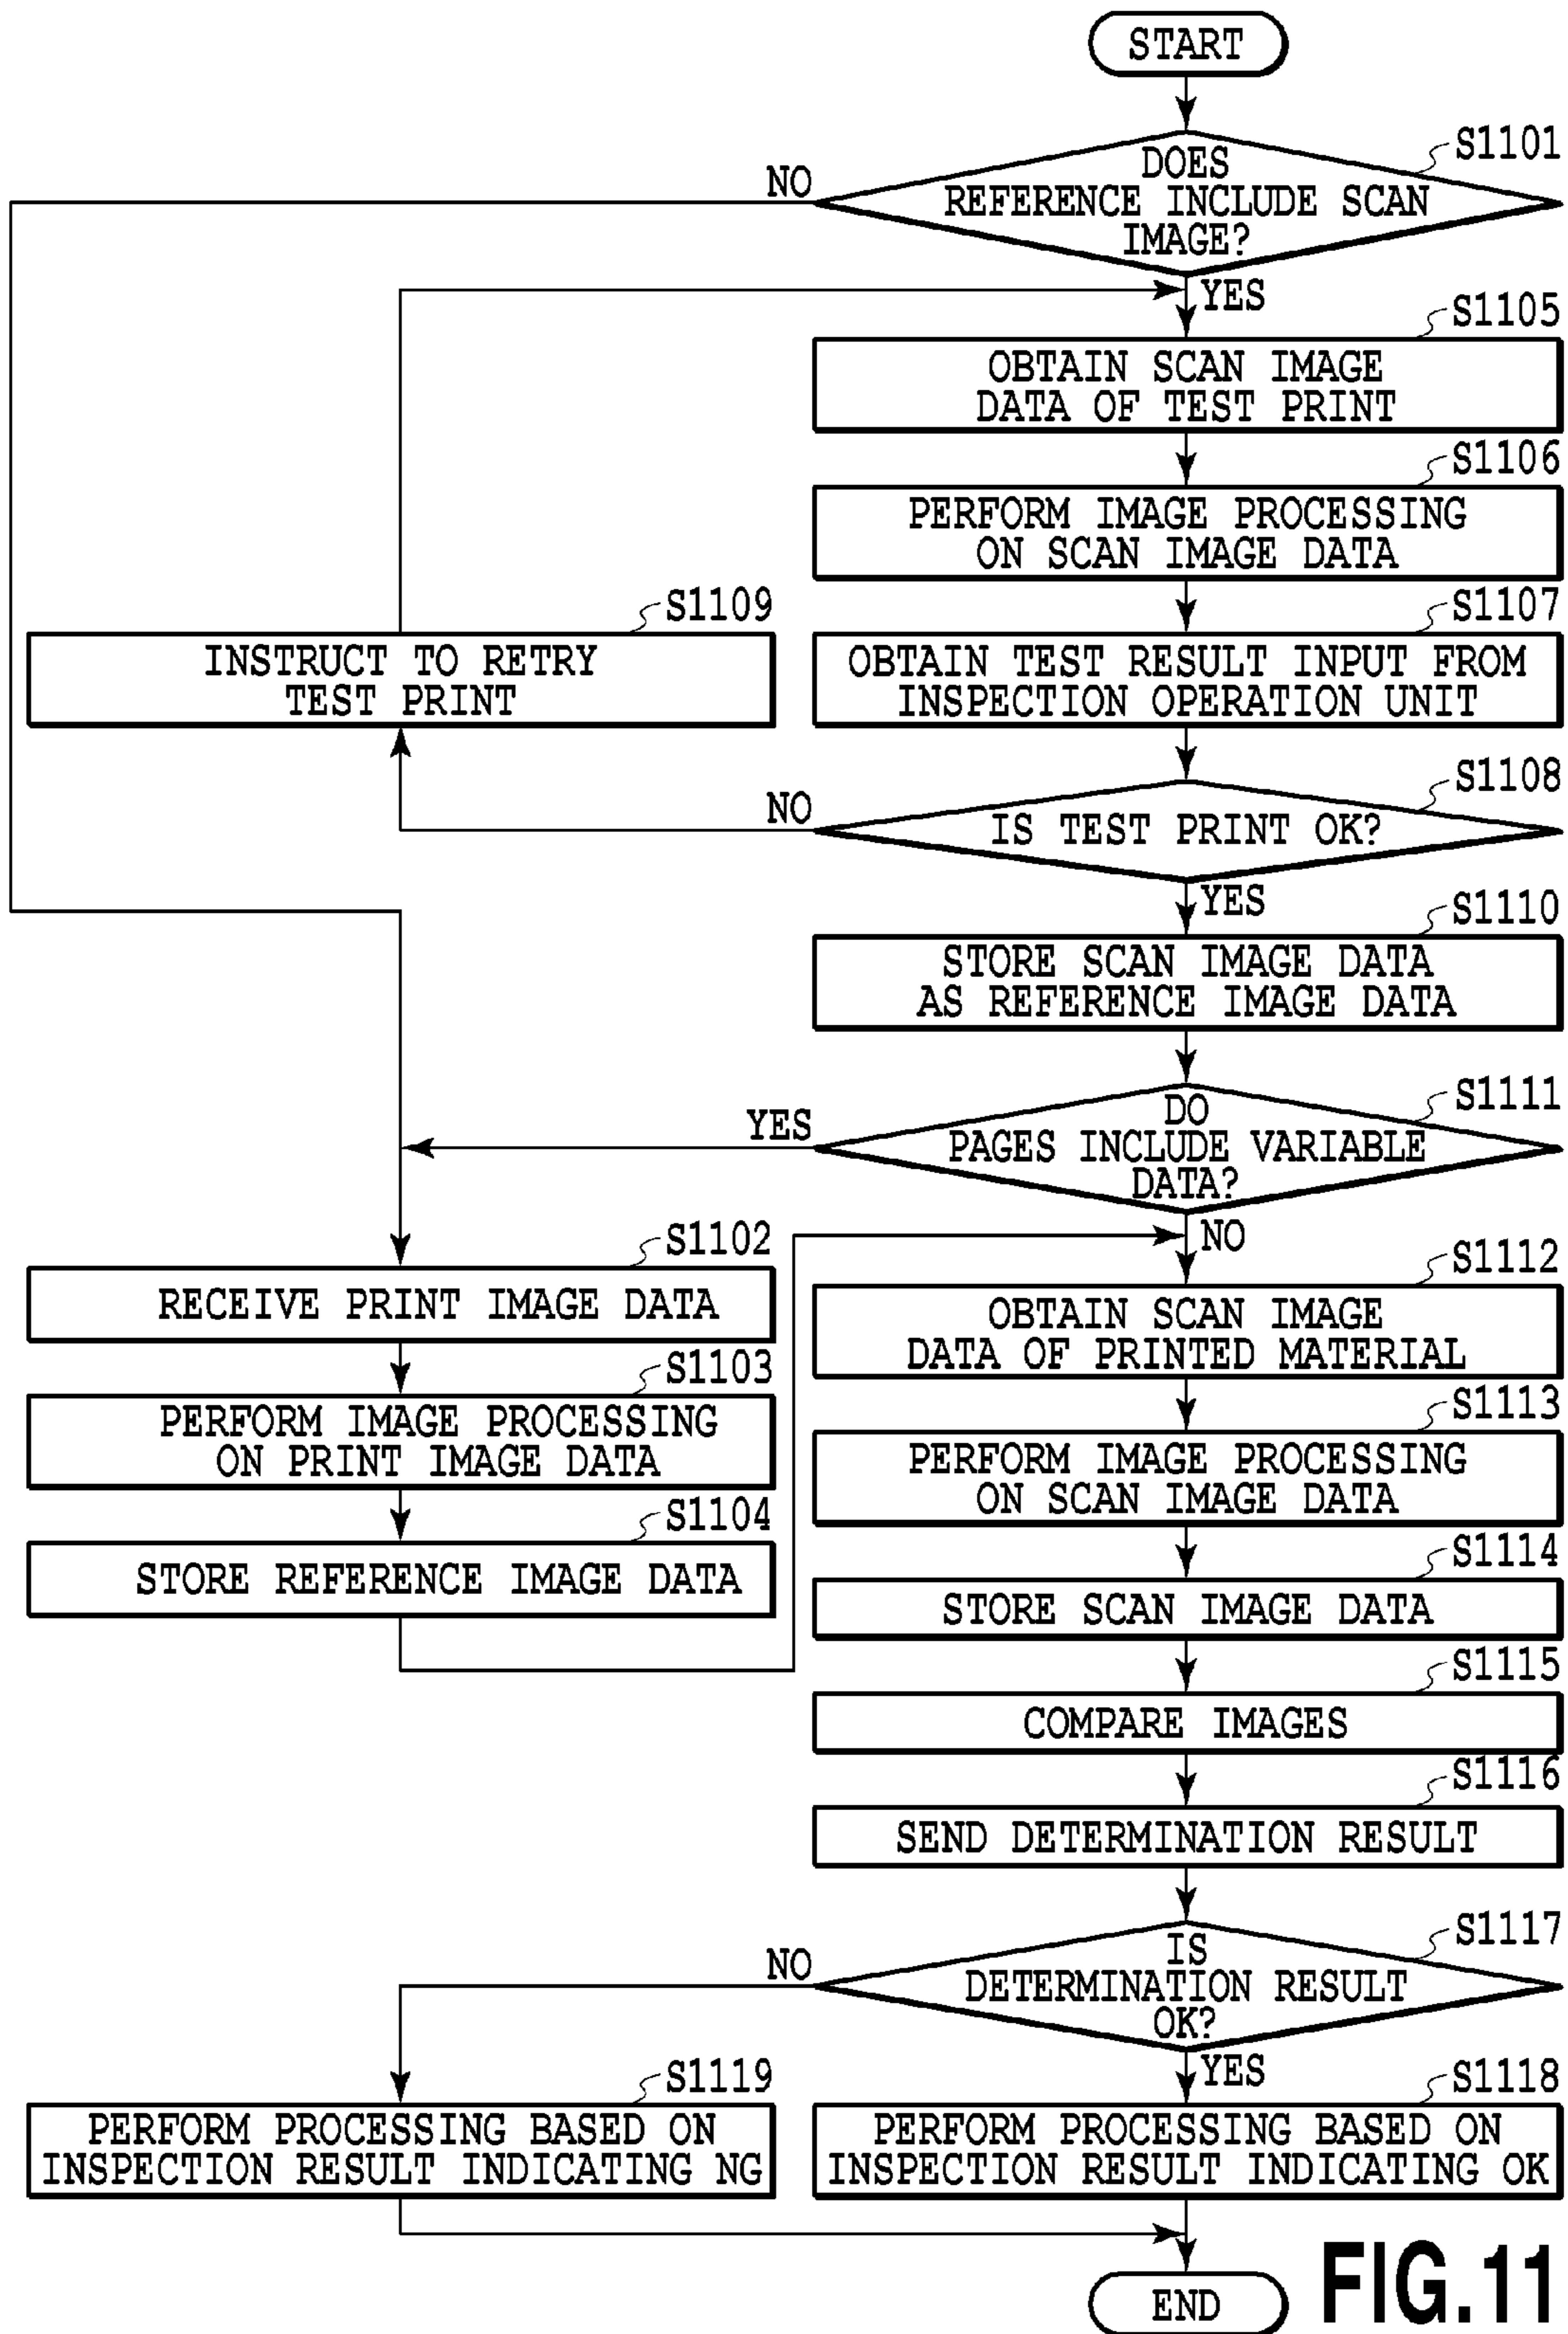 START
S1101
DOES
REFERENCE INCLUDE SCAN
IMAGE?
NO
YES
S1105
OBTAIN SCAN IMAGE
DATA OF TEST PRINT
S1106
PERFORM IMAGE PROCESSING
ON SCAN IMAGE DATA
S1109
INSTRUCT TO RETRY
TEST PRINT
S1107
OBTAIN TEST RESULT INPUT FROM
INSPECTION OPERATION UNIT
S1108
NO
IS TEST PRINT OK?
YES
S1110
STORE SCAN IMAGE DATA
AS REFERENCE IMAGE DATA
S1111
YES
DO
PAGES INCLUDE VARIABLE
DATA?
NO
S1102
RECEIVE PRINT IMAGE DATA
S1103
PERFORM IMAGE PROCESSING
ON PRINT IMAGE DATA
S1104
STORE REFERENCE IMAGE DATA
S1112
OBTAIN SCAN IMAGE
DATA OF PRINTED MATERIAL
S1113
PERFORM IMAGE PROCESSING
ON SCAN IMAGE DATA
S1114
STORE SCAN IMAGE DATA
S1115
COMPARE IMAGES
S1116
SEND DETERMINATION RESULT
S1117
NO
IS
DETERMINATION RESULT
OK?
YES
S1119
PERFORM PROCESSING BASED ON
INSPECTION RESULT INDICATING NG
S1118
PERFORM PROCESSING BASED ON
INSPECTION RESULT INDICATING OK
END
FIG.11